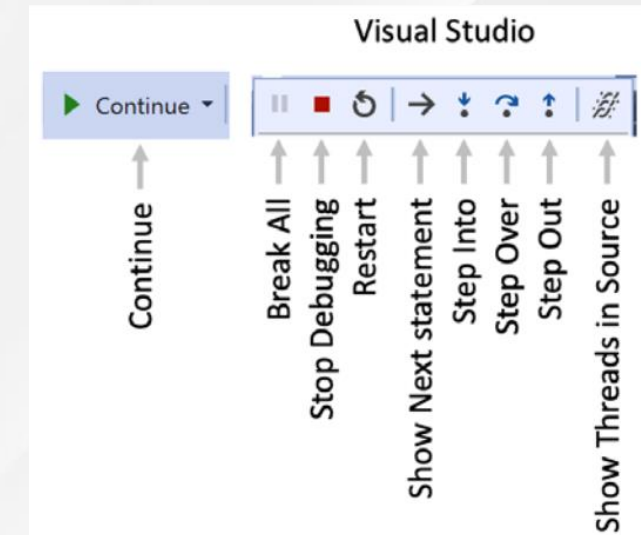 Visual Studio
Continue
Continue
Break All
Stop Debugging
Restart
Show Next statement
Step Into
Step Over
Step Out
Show Threads in Source